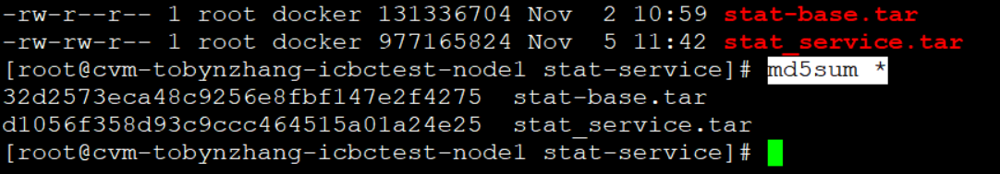 -rw-r--r-- 1 root docker 131336704 Nov  2 10:59 stat-base.tar
-rw-rw-r-- 1 root docker 977165824 Nov  5 11:42 stat_service.tar
[root@cvm-tobynzhang-icbctest-node1 stat-service]# md5sum *
32d2573eca48c9256e8fbf147e2f4275  stat-base.tar
d1056f358d93c9ccc464515a01a24e25  stat_service.tar
[root@cvm-tobynzhang-icbctest-node1 stat-service]#